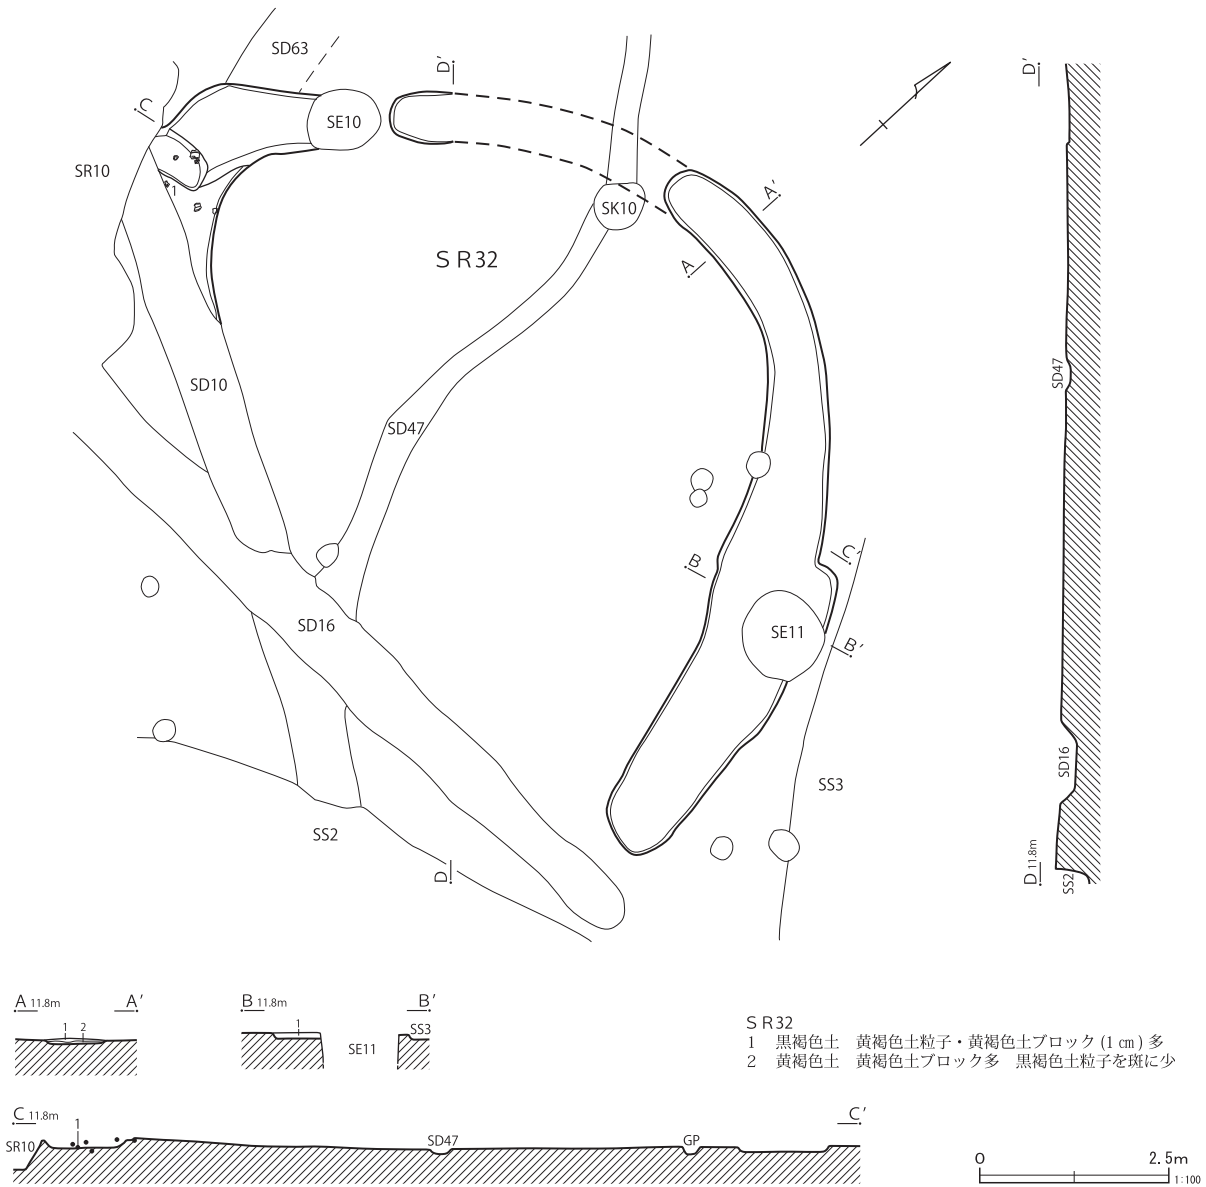 SD63
D'
D'
C
SE10
SR10
1
A'
SK10
A
S R32
SD10
SD47
SD47
B
C'
SE11
SD16
B'
SD16
SS3
SS2
D
D 11.8m
SS2
A 11.8m A'
1 2
B 11.8m B'
1
SS3
SE11
S R32
1 黒褐色土 黄褐色土粒子・黄褐色土ブロック(1㎝)多
2 黄褐色土 黄褐色土ブロック多 黒褐色土粒子を斑に少
C 11.8m C'
1
SR10
SD47
GP
0 2.5m
1:100